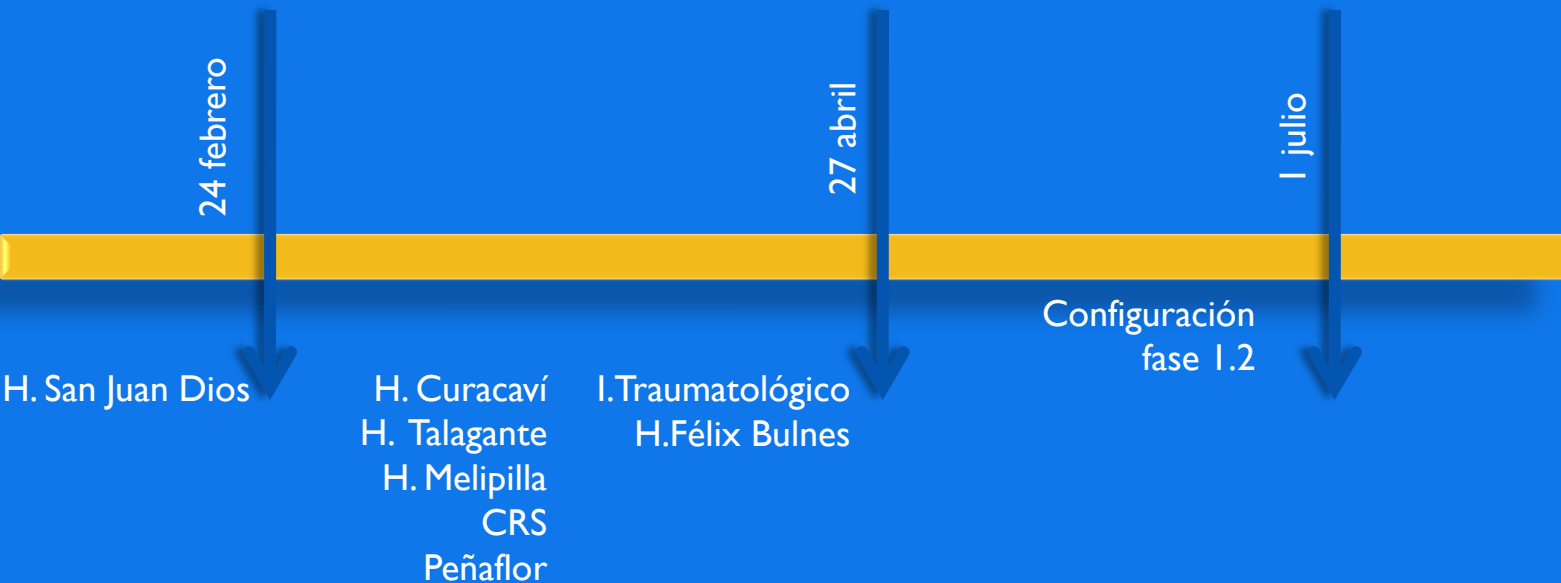 24 febrero
27 abril
1 julio
H. San Juan Dios
H. Curacaví
H. Talagante
H. Melipilla
CRS
Peñaflor
I.Traumatológico
H.Félix Bulnes
Configuración
fase 1.2